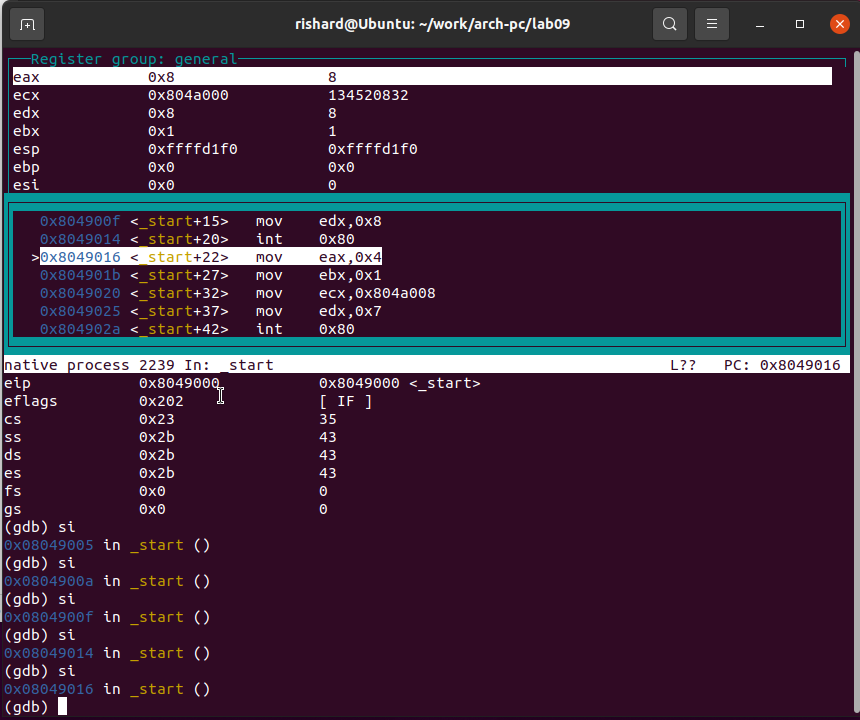 rishard@Ubuntu: ~/work/arch-pc/lab09
Register group: general
eax 0x8 8
ecx 0x804a000 134520832
edx 0x8 8
ebx 0x1 1
esp 0xffffd1f0 0xffffd1f0
ebp 0x0 0x0
esi 0x0 0
0x804900f <_start+15> mov edx,0x8
0x8049014 <_start+20> int 0x80
>0x8049016 <_start+22> mov eax,0x4
0x804901b <_start+27> mov ebx,0x1
0x8049020 <_start+32> mov ecx,0x804a008
0x8049025 <_start+37> mov edx,0x7
0x804902a <_start+42> int 0x80
native process 2239 In: _start L?? PC: 0x8049016
eip 0x8049000 0x8049000 <_start>
eflags 0x202 [ IF ]
cs 0x23 35
ss 0x2b 43
ds 0x2b 43
es 0x2b 43
fs 0x0 0
gs 0x0 0
(gdb) si
0x08049005 in _start ()
(gdb) si
0x0804900a in _start ()
(gdb) si
0x0804900f in _start ()
(gdb) si
0x08049014 in _start ()
(gdb) si
0x08049016 in _start ()
(gdb)